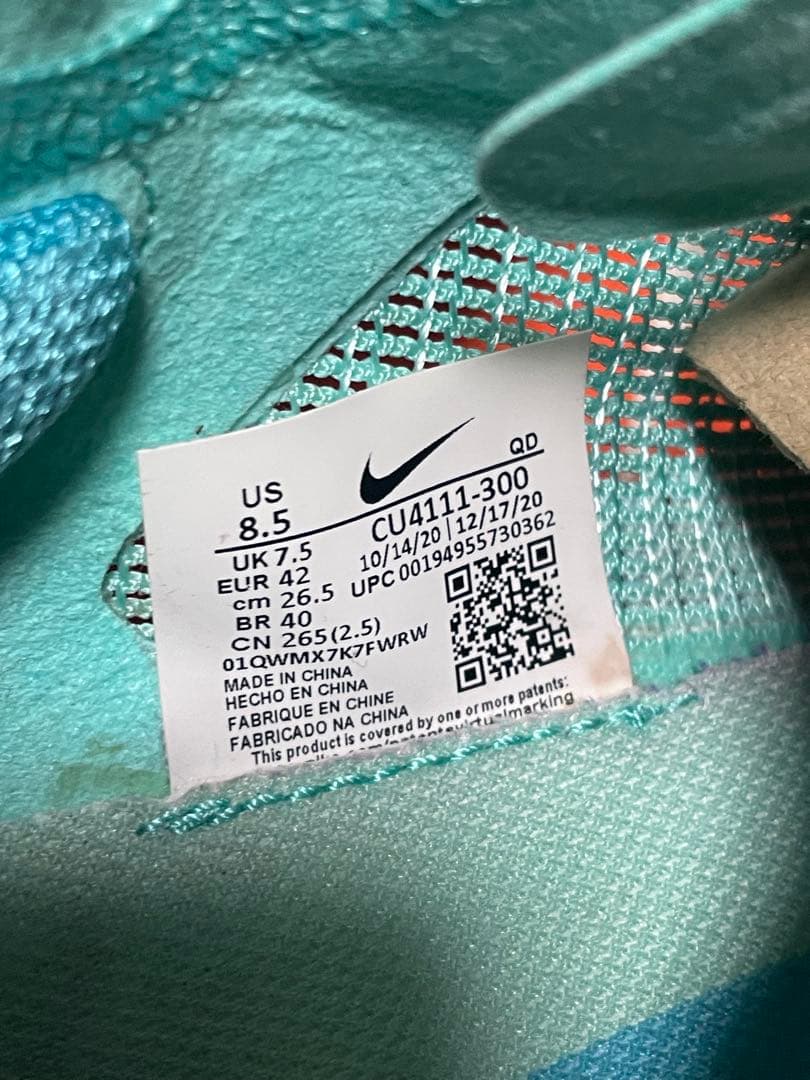 QD
US
8.5
CU4111-300
UK 7.5
10/14/20 | 12/17/20
EUR 42
UPC 00194955730362
cm 26.5
BR 40
CN 265(2.5)
01QWMX7K7FWRW
MADE IN CHINA
HECHO EN CHINA
FABRIQUE EN CHINE
FABRICADO NA CHINA
This product is covered by one or more patents: